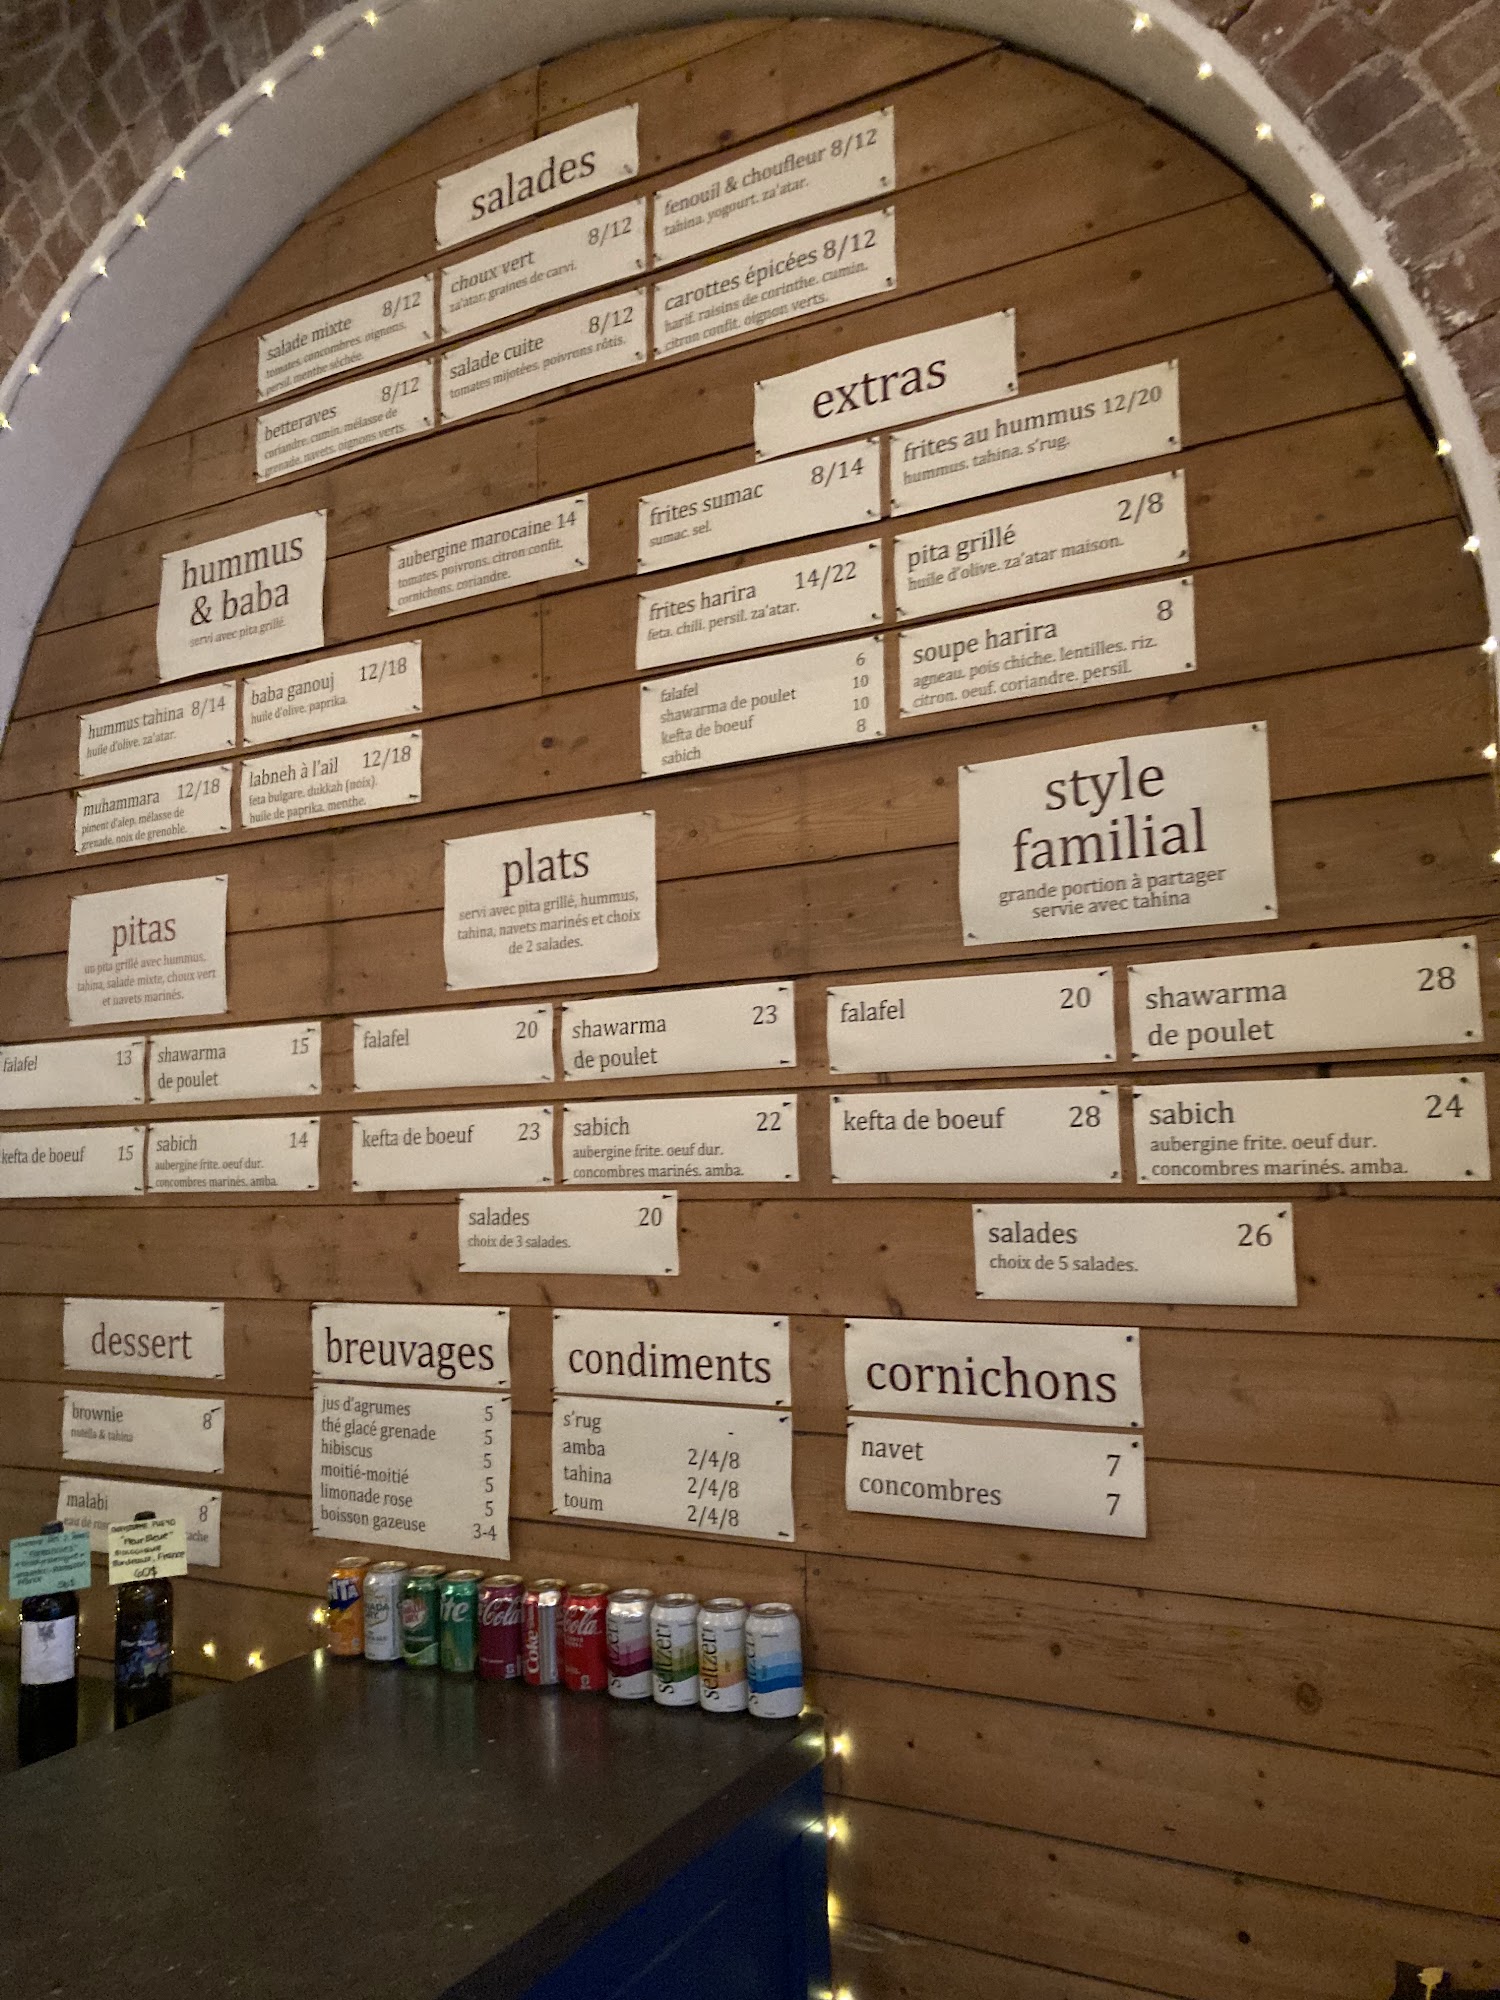 salades
fenouil & choufleur 8/12
tahina. yogourt. za'atar.
choux vert 8/12
za'atar. graines de carvi.
carottes épicées 8/12
harif. raisins de corinthe. cumin.
citron confit. oignon verts.
salade mixte 8/12
tomates. concombres. oignons.
persil. menthe séchée.
salade cuite 8/12
tomates mijotées. poivrons rôtis.
betteraves 8/12
coriandre. cumin. mélasse de
grenade. navets. oignons verts.
extras
frites au hummus 12/20
hummus. tahina. s'rug.
frites sumac 8/14
sumac. sel.
pita grillé 2/8
huile d'olive. za'atar maison.
frites harira 14/22
feta. chili. persil. za'atar.
soupe harira 8
agneau. pois chiche. lentilles. riz.
citron. oeuf. coriandre. persil.
falafel 6
shawarma de poulet 10
kefta de boeuf 10
sabich 8
hummus
& baba
servi avec pita grillé.
aubergine marocaine 14
tomates. poivrons. citron confit.
cornichons. coriandre.
hummus tahina 8/14
huile d'olive. za'atar.
baba ganouj 12/18
huile d'olive. paprika.
muhammara 12/18
piment d'alep. mélasse de
grenade. noix de grenoble.
labneh à l'ail 12/18
feta bulgare. dukkah (noix).
huile de paprika. menthe.
pitas
un pita grillé avec hummus,
tahina, salade mixte, choux vert
et navets marinés.
falafel 13
shawarma 15
de poulet
kefta de boeuf 15
sabich 14
aubergine frite. oeuf dur.
concombres marinés. amba.
plats
servi avec pita grillé, hummus,
tahina, navets marinés et choix
de 2 salades.
falafel 20
shawarma 23
de poulet
kefta de boeuf 23
sabich 22
aubergine frite. oeuf dur.
concombres marinés. amba.
salades 20
choix de 3 salades.
style
familial
grande portion à partager
servie avec tahina
falafel 20
shawarma 28
de poulet
kefta de boeuf 28
sabich 24
aubergine frite. oeuf dur.
concombres marinés. amba.
salades 26
choix de 5 salades.
dessert
brownie 8
nutella & tahina
malabi 8
eau de
breuvages
jus d'agrumes 5
thé glacé grenade 5
hibiscus 5
moitié-moitié 5
limonade rose 5
boisson gazeuse 3-4
condiments
s'rug -
amba 2/4/8
tahina 2/4/8
toum 2/4/8
cornichons
navet 7
concombres 7
"Fleur Bleue"
Bordeaux, France
60$
Coke
Cola
seltzer
seltzer
seltzer